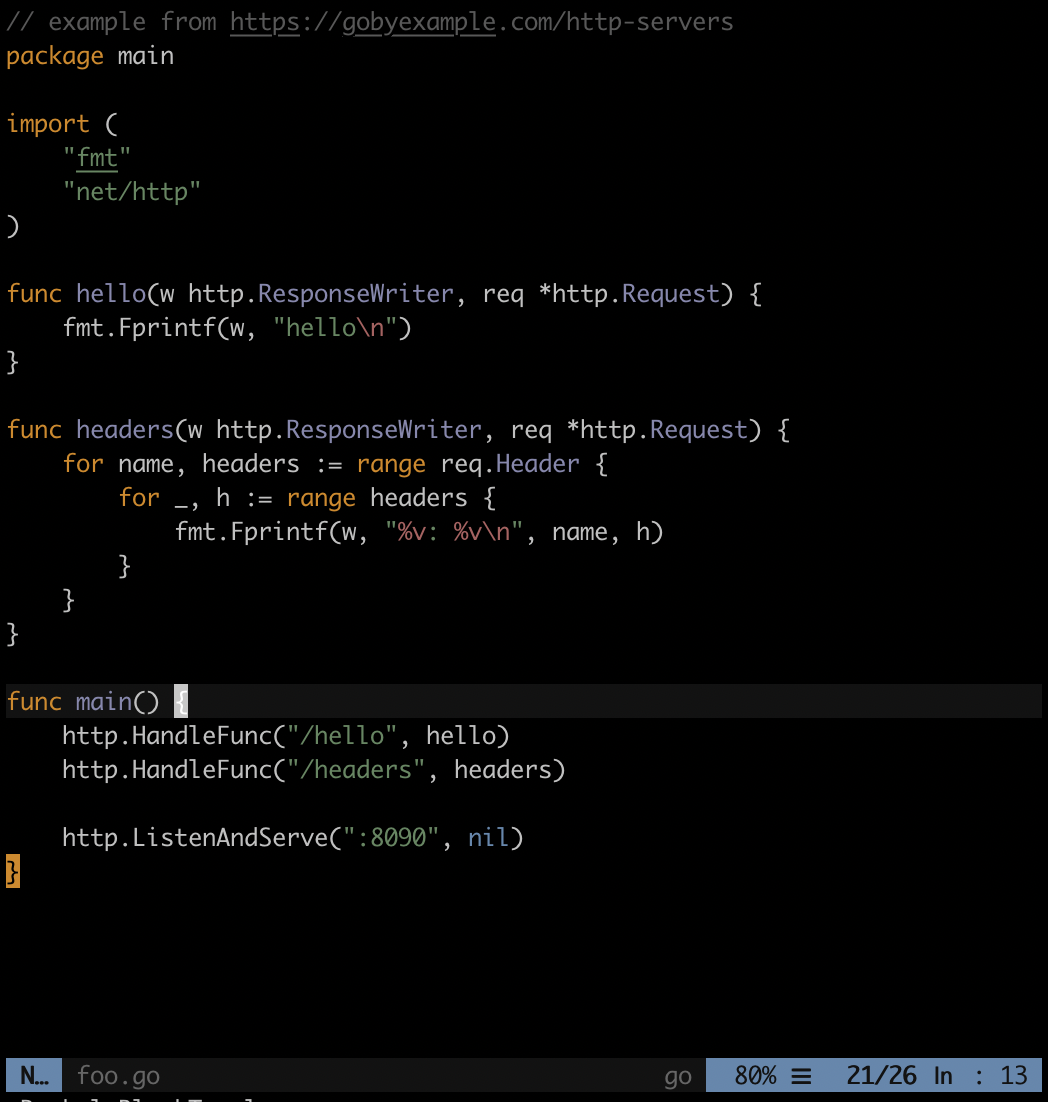 // example from https://gobyexample.com/http-servers
package main

import (
    "fmt"
    "net/http"
)

func hello(w http.ResponseWriter, req *http.Request) {
    fmt.Fprintf(w, "hello\n")
}

func headers(w http.ResponseWriter, req *http.Request) {
    for name, headers := range req.Header {
        for _, h := range headers {
            fmt.Fprintf(w, "%v: %v\n", name, h)
        }
    }
}

func main() {
    http.HandleFunc("/hello", hello)
    http.HandleFunc("/headers", headers)

    http.ListenAndServe(":8090", nil)
}
N… foo.go go 80% ☰ 21/26 ln : 13